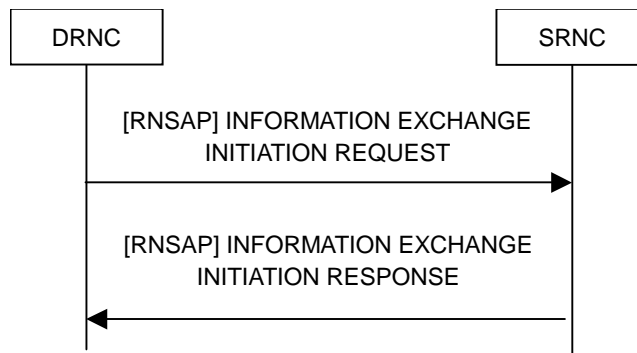 DRNC
SRNC
[RNSAP] INFORMATION EXCHANGE
INITIATION REQUEST
[RNSAP] INFORMATION EXCHANGE
INITIATION RESPONSE